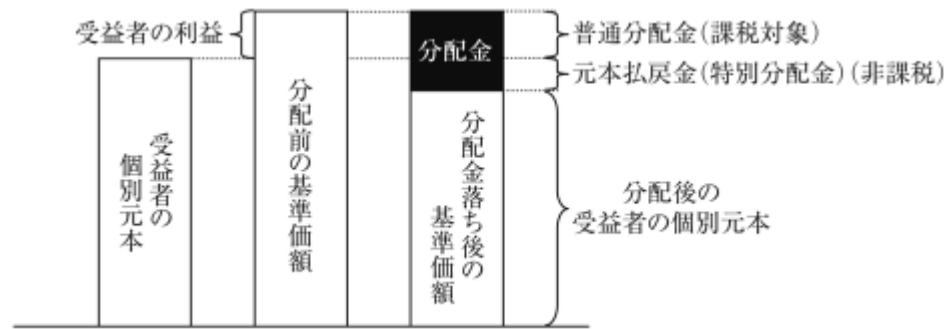 受益者の利益
分配金
普通分配金(課税対象)
元本払戻金(特別分配金)(非課税)
受益者の
個別元本
分配前の基準価額
分配金落ち後の
基準価額
分配後の
受益者の個別元本